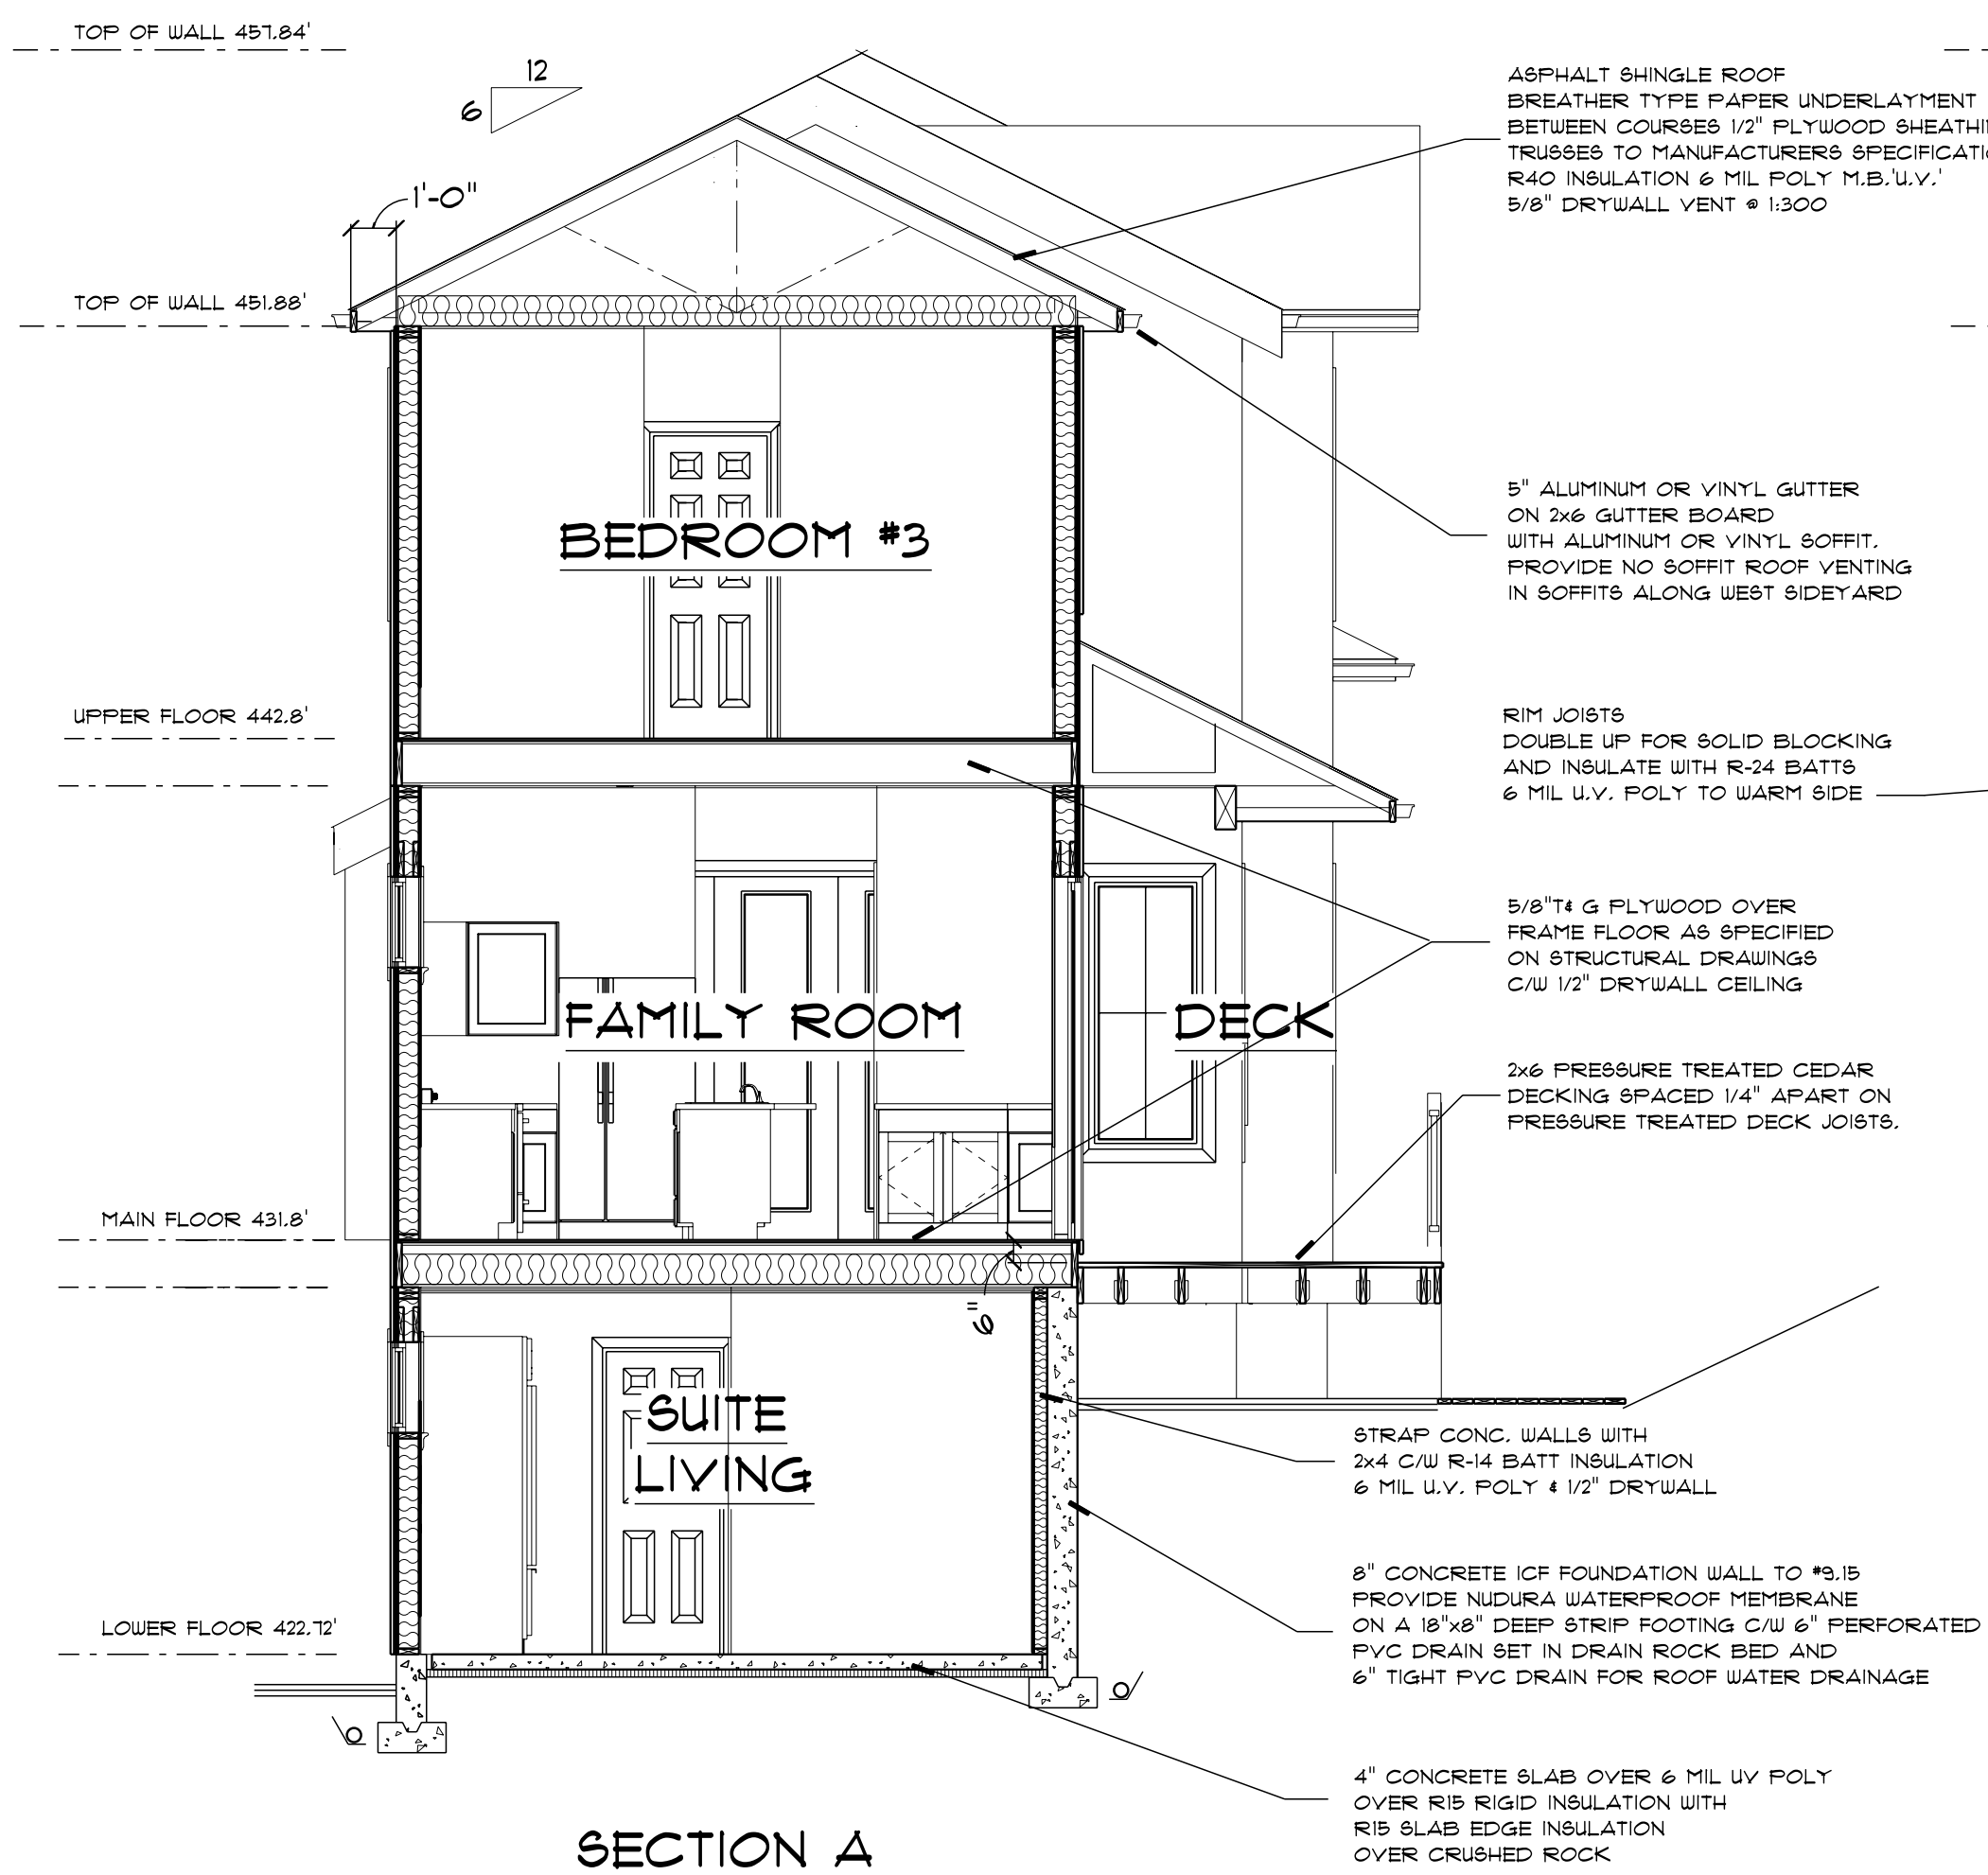 TOP OF WALL 457.84'
12
6
ASPHALT SHINGLE ROOF
BREATHER TYPE PAPER UNDERLAYMENT
BETWEEN COURSES 1/2" PLYWOOD
TRUSSES TO MANUFACTURERS
R40 INSULATION 6 MIL POLY M.B.'U.V.'
5/8" DRYWALL VENT @ 1:300
1'-0"
TOP OF WALL 451.88'
BEDROOM #3
5" ALUMINUM OR VINYL GUTTER
ON 2x6 GUTTER BOARD
WITH ALUMINUM OR VINYL SOFFIT.
PROVIDE NO SOFFIT ROOF VENTING
IN SOFFITS ALONG WEST SIDEYARD
UPPER FLOOR 442.8'
RIM JOISTS
DOUBLE UP FOR SOLID BLOCKING
AND INSULATE WITH R-24 BATTS
6 MIL U.V. POLY TO WARM SIDE
5/8"T& G PLYWOOD OVER
FRAME FLOOR AS SPECIFIED
ON STRUCTURAL DRAWINGS
C/W 1/2" DRYWALL CEILING
FAMILY ROOM
DECK
2x6 PRESSURE TREATED CEDAR
DECKING SPACED 1/4" APART ON
PRESSURE TREATED DECK JOISTS.
MAIN FLOOR 431.8'
6"
SUITE
LIVING
STRAP CONC. WALLS WITH
2x4 C/W R-14 BATT INSULATION
6 MIL U.V. POLY & 1/2" DRYWALL
8" CONCRETE ICF FOUNDATION WALL TO #9.15
PROVIDE NUDURA WATERPROOF MEMBRANE
ON A 18"x8" DEEP STRIP FOOTING C/W 6" PERFORATED
PVC DRAIN SET IN DRAIN ROCK BED AND
6" TIGHT PVC DRAIN FOR ROOF WATER DRAINAGE
LOWER FLOOR 422.72'
4" CONCRETE SLAB OVER 6 MIL UV POLY
OVER R15 RIGID INSULATION WITH
R15 SLAB EDGE INSULATION
OVER CRUSHED ROCK
SECTION A